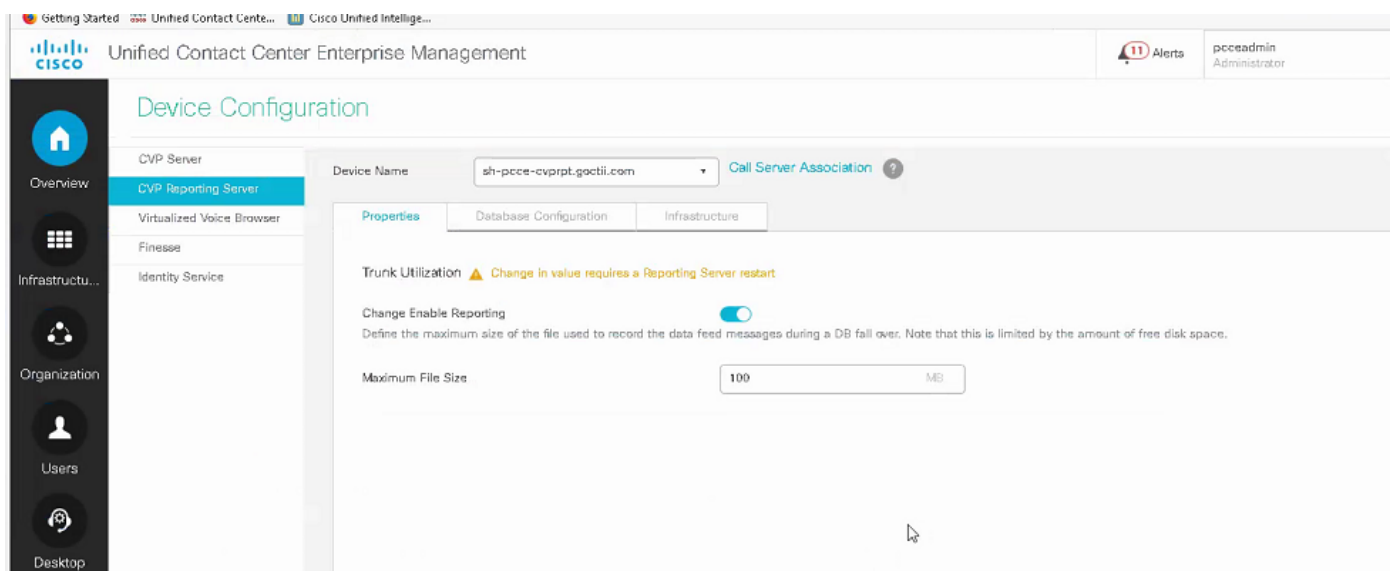 Getting Started Unified Contact Cente... Cisco Unified Intellige...
CISCO Unified Contact Center Enterprise Management
11 Alerts
pcceadmin
Administrator
Device Configuration
Overview
Infrastructu...
Organization
Users
Desktop
CVP Server
CVP Reporting Server
Virtualized Voice Browser
Finesse
Identity Service
Device Name sh-pcce-cvprpt.goctii.com Call Server Association ?
Properties Database Configuration Infrastructure
Trunk Utilization Change in value requires a Reporting Server restart
Change Enable Reporting
Define the maximum size of the file used to record the data feed messages during a DB fail over. Note that this is limited by the amount of free disk space.
Maximum File Size 100 MB